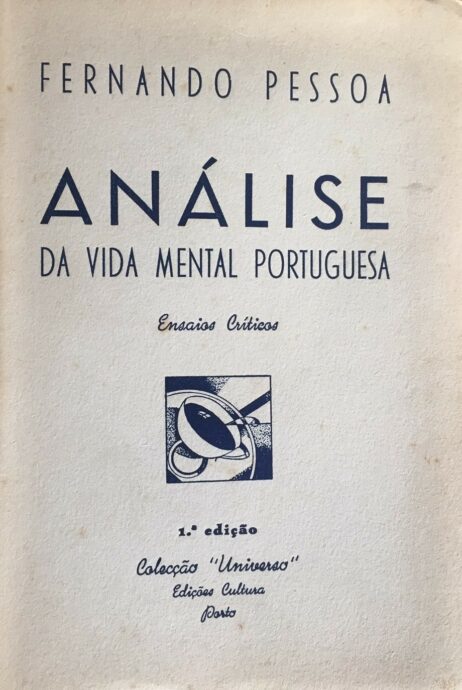 FERNANDO PESSOA
ANÁLISE
DA VIDA MENTAL PORTUGUESA
Ensaios Críticos
1.ª edição
Colecção "Universo"
Edições Cultura
Porto